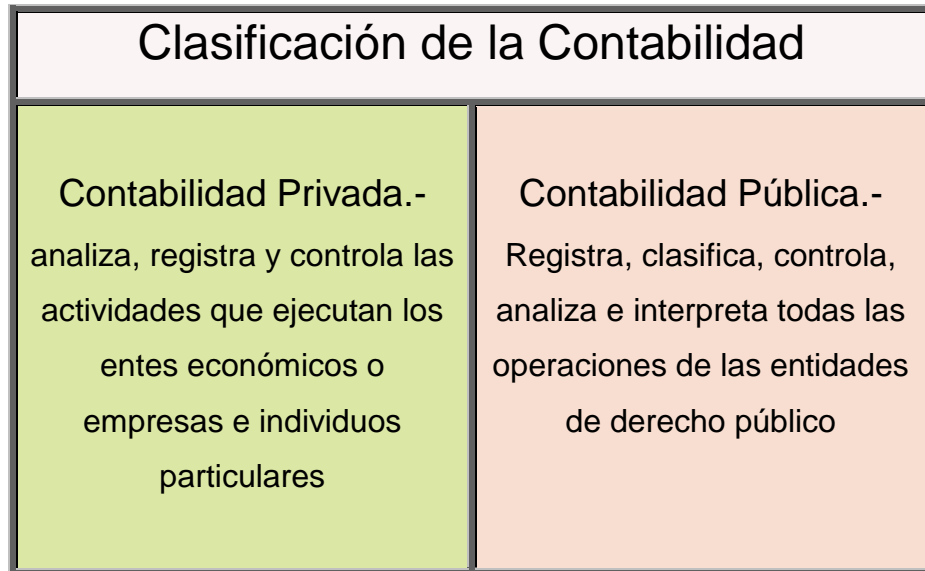 Clasificación de la Contabilidad
Contabilidad Privada.-
analiza, registra y controla las
actividades que ejecutan los
entes económicos o
empresas e individuos
particulares
Contabilidad Pública.-
Registra, clasifica, controla,
analiza e interpreta todas las
operaciones de las entidades
de derecho público